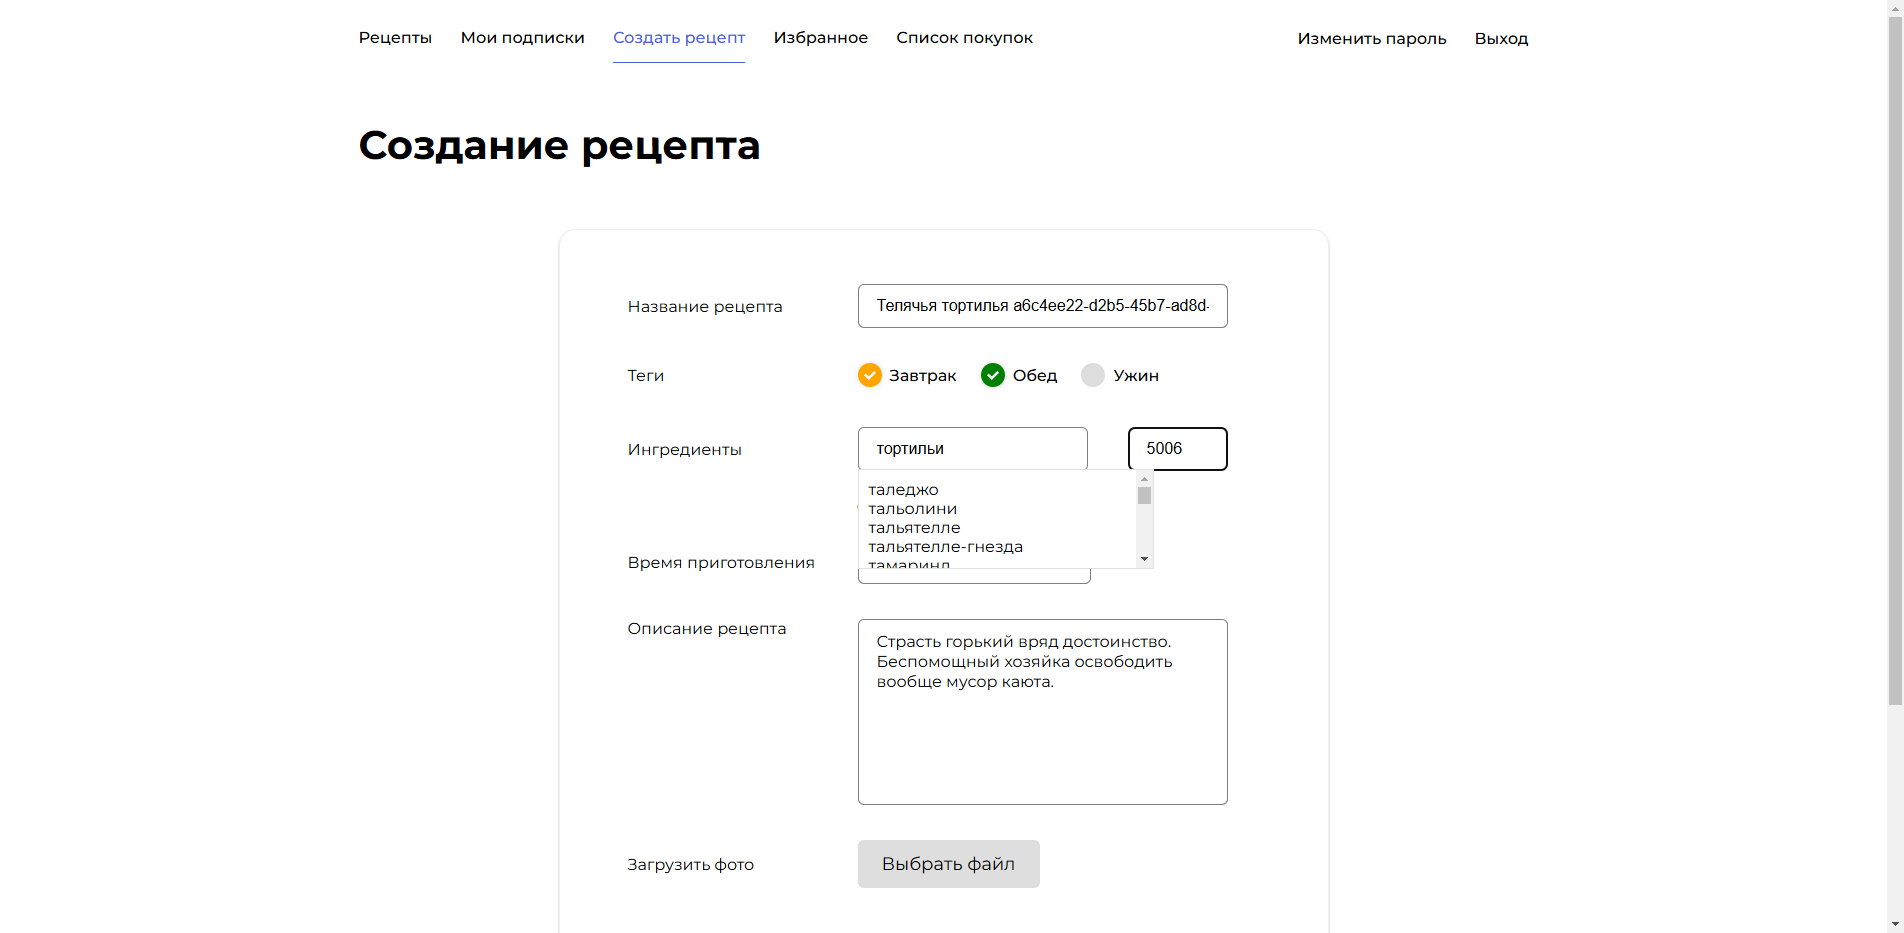 Рецепты Мои подписки Создать рецепт Избранное Список покупок Изменить пароль Выход
Создание рецепта
Название рецепта Телячья тортилья a6c4ee22-d2b5-45b7-ad8d-
Теги Завтрак Обед Ужин
Ингредиенты тортильи 5006
таледжо
тальолини
тальятелле
тальятелле-гнезда
тамаринд
Время приготовления
Описание рецепта
Страсть горький вряд достоинство.
Беспомощный хозяйка освободить
вообще мусор каюта.
Загрузить фото Выбрать файл